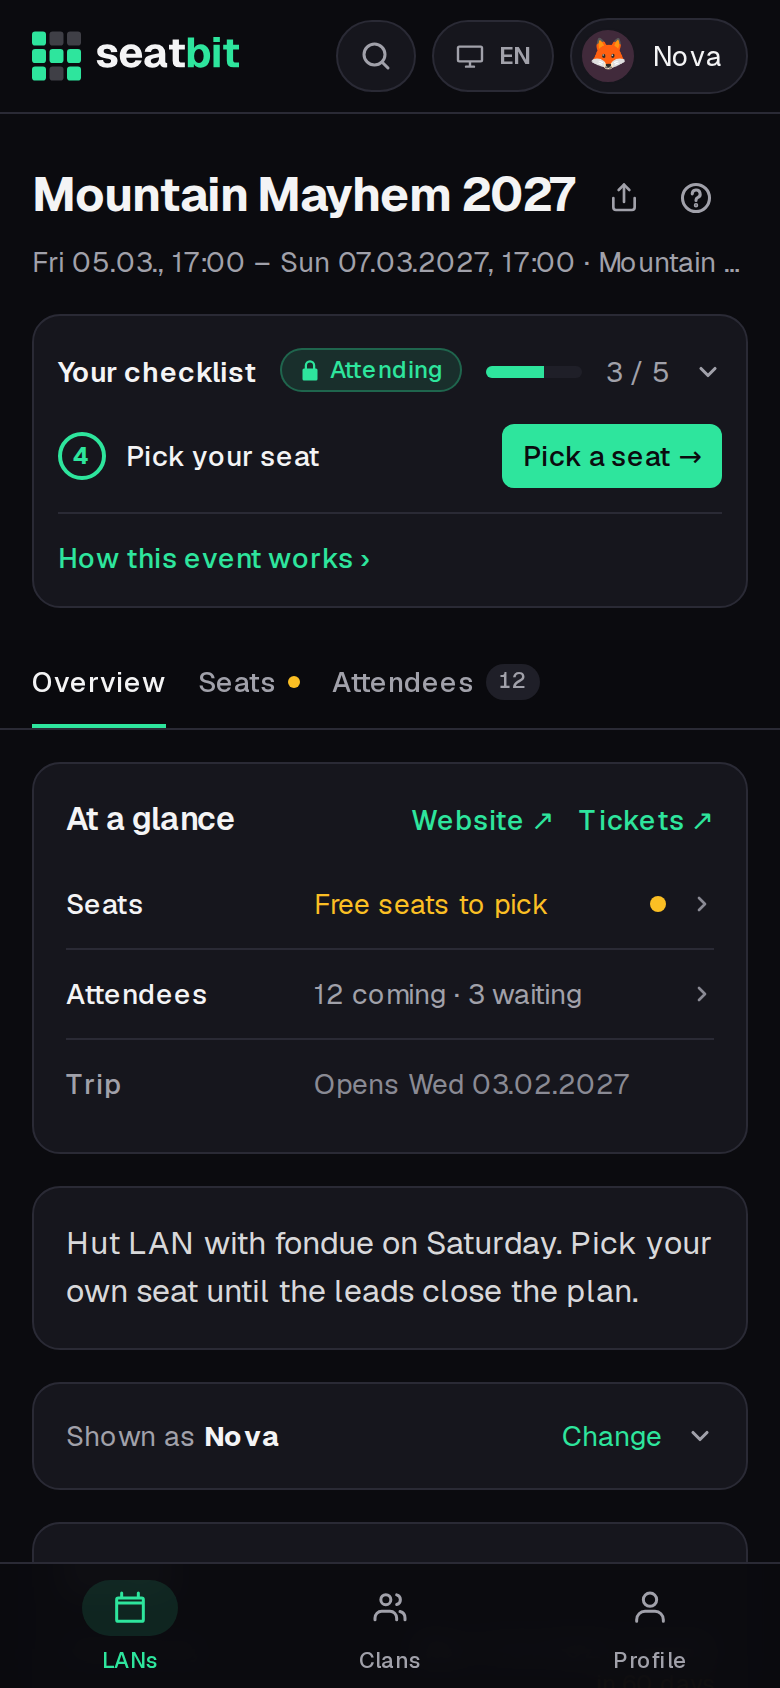 seatbit
EN
Nova
Mountain Mayhem 2027
Fri 05.03., 17:00 – Sun 07.03.2027, 17:00 · Mountain ...
Your checklist
Attending
3 / 5
4
Pick your seat
Pick a seat →
How this event works ›
Overview
Seats
Attendees 12
At a glance
Website ↗
Tickets ↗
Seats
Free seats to pick
Attendees
12 coming · 3 waiting
Trip
Opens Wed 03.02.2027
Hut LAN with fondue on Saturday. Pick your
own seat until the leads close the plan.
Shown as Nova
Change
LANs
Clans
Profile